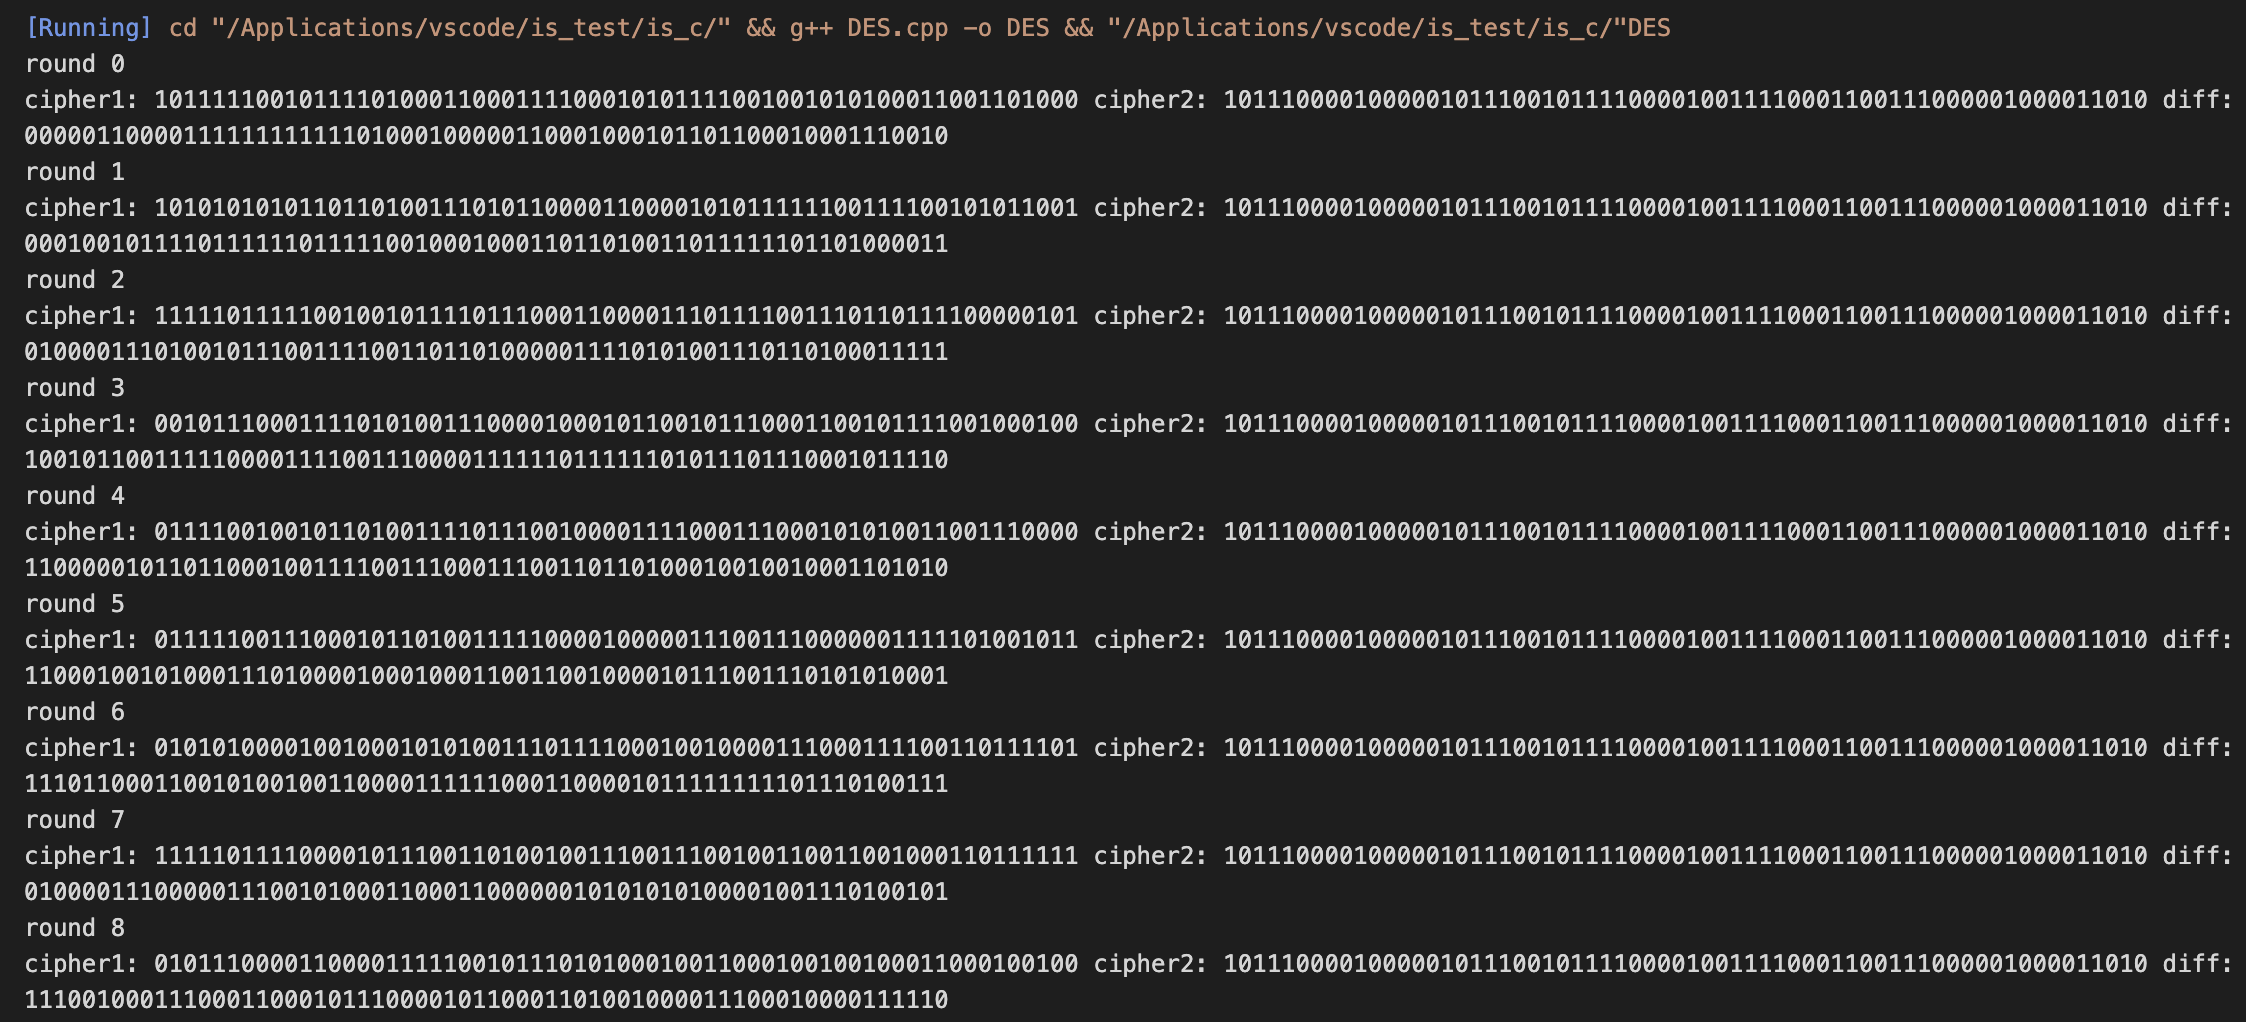 [Running] cd "/Applications/vscode/is_test/is_c/" && g++ DES.cpp -o DES && "/Applications/vscode/is_test/is_c/"DES
round 0
cipher1: 1011111001011110100011000111100010101111001001010100011001101000 cipher2: 1011100001000001011100101111000010011110001100111000001000011010 diff:
0000011000011111111111101000100000110001000101101100010001110010
round 1
cipher1: 1010101010110110100111010110000110000101011111100111100101011001 cipher2: 1011100001000001011100101111000010011110001100111000001000011010 diff:
0001001011110111111011111001000100011011010011011111101101000011
round 2
cipher1: 1111101111100100101111011100011000011101111001110110111100000101 cipher2: 1011100001000001011100101111000010011110001100111000001000011010 diff:
0100001110100101110011110011011010000011110101001110110100011111
round 3
cipher1: 0010111000111101010011100001000101100101110001100101111001000100 cipher2: 1011100001000001011100101111000010011110001100111000001000011010 diff:
1001011001111100001111001110000111111011111101011101110001011110
round 4
cipher1: 0111100100101101001111011100100001111000111000101010011001110000 cipher2: 1011100001000001011100101111000010011110001100111000001000011010 diff:
1100000101101100010011110011100011100110110100010010010001101010
round 5
cipher1: 0111110011100010110100111110000100000111001110000001111101001011 cipher2: 1011100001000001011100101111000010011110001100111000001000011010 diff:
1100010010100011101000010001000110011001000010111001110101010001
round 6
cipher1: 0101010000100100010101001110111100010010000111000111100110111101 cipher2: 1011100001000001011100101111000010011110001100111000001000011010 diff:
1110110001100101001001100001111110001100001011111111101110100111
round 7
cipher1: 1111101111000010111001101001001110011100100110011001000110111111 cipher2: 1011100001000001011100101111000010011110001100111000001000011010 diff:
0100001110000011100101000110001100000010101010100001001110100101
round 8
cipher1: 0101110000110000111110010111010100010011000100100100011000100100 cipher2: 1011100001000001011100101111000010011110001100111000001000011010 diff:
1110010001110001100010111000010110001101001000011100010000111110